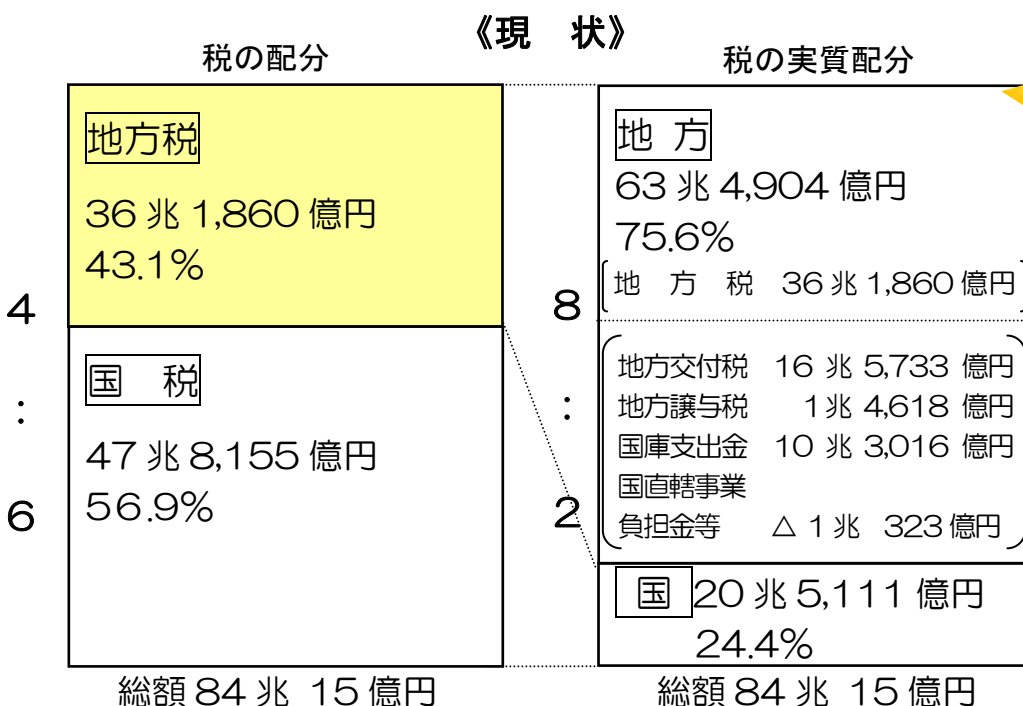 《現　状》
税の配分
地方税
36 兆 1,860 億円
43.1%
4
：
6
国　税
47 兆 8,155 億円
56.9%
総額 84 兆 15 億円
税の実質配分
地 方
63 兆 4,904 億円
75.6%
地　方　税　36 兆 1,860 億円
8
：
2
地方交付税　16 兆 5,733 億円
地方譲与税　1兆 4,618 億円
国庫支出金　10 兆 3,016 億円
国直轄事業
負担金等　△ 1 兆　323 億円
国 20 兆 5,111 億円
24.4%
総額 84 兆 15 億円